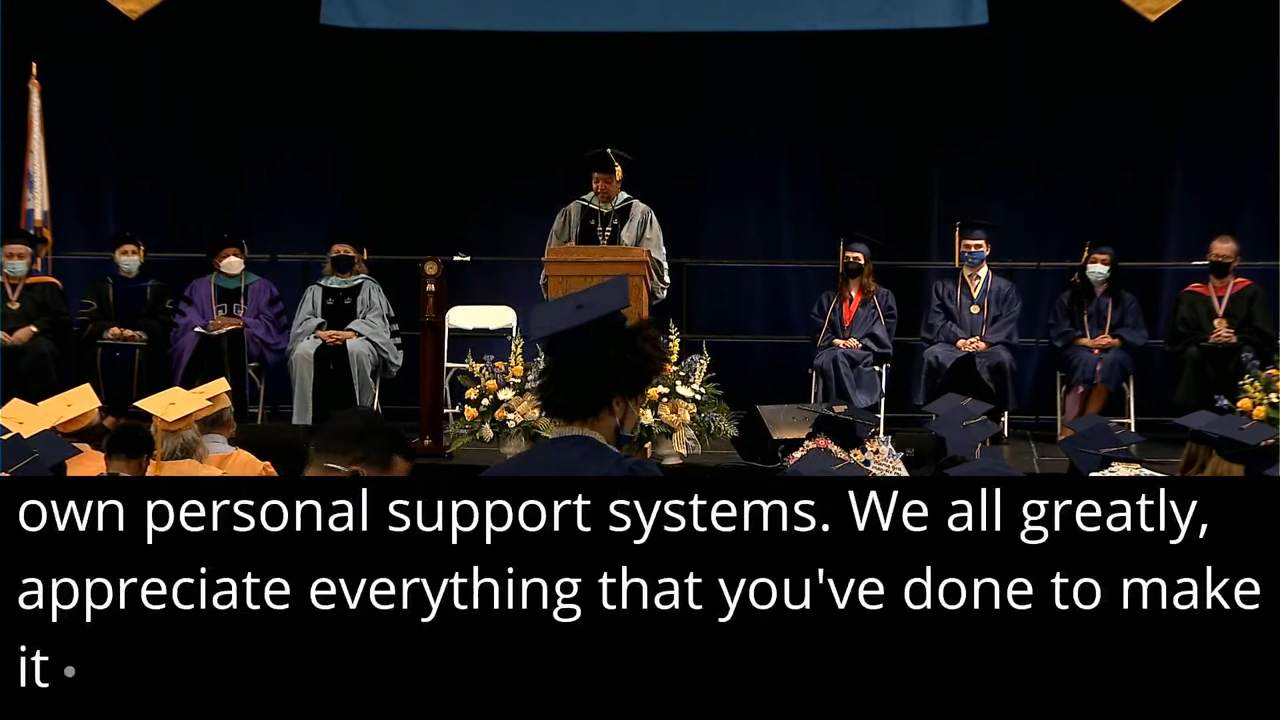 own personal support systems. We all greatly,
appreciate everything that you've done to make
it